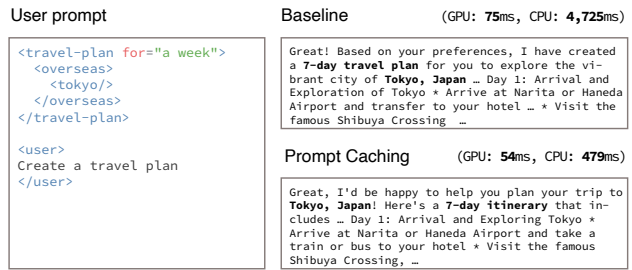 User prompt
<travel-plan for="a week">
<overseas>
<tokyo/>
</overseas>
</travel-plan>
<user>
Create a travel plan
</user>
Baseline (GPU: 75ms, CPU: 4,725ms)
Great! Based on your preferences, I have created
a 7-day travel plan for you to explore the vi-
brant city of Tokyo, Japan … Day 1: Arrival and
Exploration of Tokyo * Arrive at Narita or Haneda
Airport and transfer to your hotel … * Visit the
famous Shibuya Crossing …
Prompt Caching (GPU: 54ms, CPU: 479ms)
Great, I'd be happy to help you plan your trip to
Tokyo, Japan! Here's a 7-day itinerary that in-
cludes … Day 1: Arrival and Exploring Tokyo *
Arrive at Narita or Haneda Airport and take a
train or bus to your hotel * Visit the famous
Shibuya Crossing, …